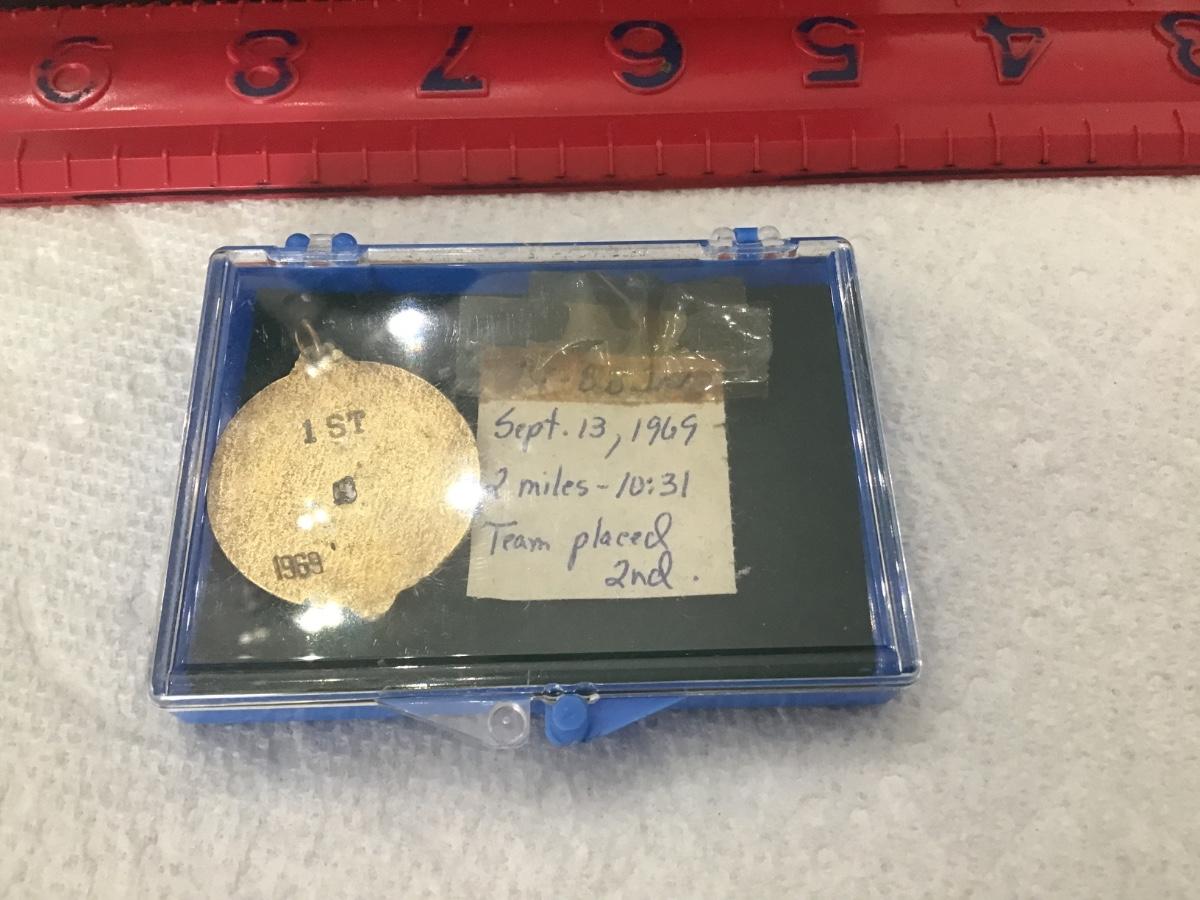 9 8 7 6 5 4 3
1 ST
1969
Sept. 13, 1969
2 miles - 10:31
Team placed
2nd.